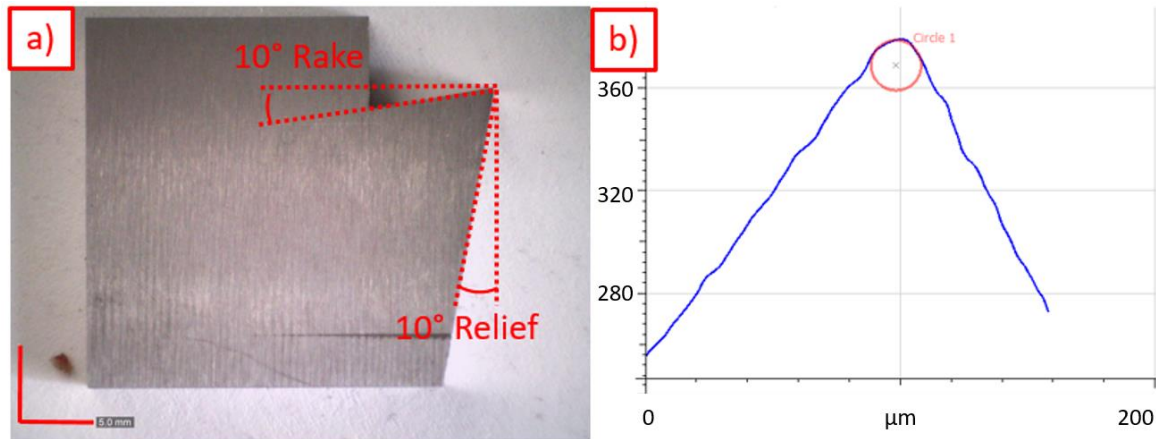 a)
10° Rake
10° Relief
5.0 mm
b)
Circle 1
360
320
280
0
µm
200